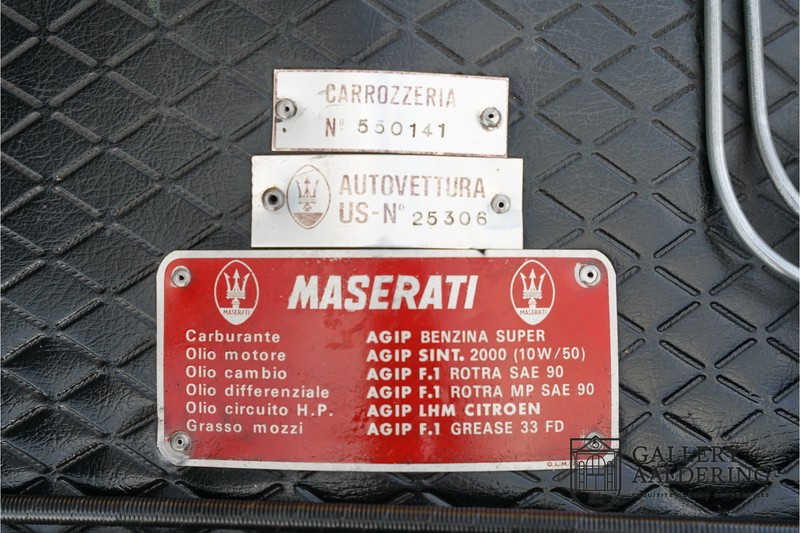 CARROZZERIA
Nº 550141
AUTOVETTURA
US-Nº 25306
MASERATI
MASERATI
MASERATI
Carburante AGIP BENZINA SUPER
Olio motore AGIP SINT. 2000 (10W/50)
Olio cambio AGIP F.1 ROTRA SAE 90
Olio differenziale AGIP F.1 ROTRA MP SAE 90
Olio circuito H.P. AGIP LHM CITROEN
Grasso mozzi AGIP F.1 GREASE 33 FD
O.L.M.
GALLERY
AALDERING